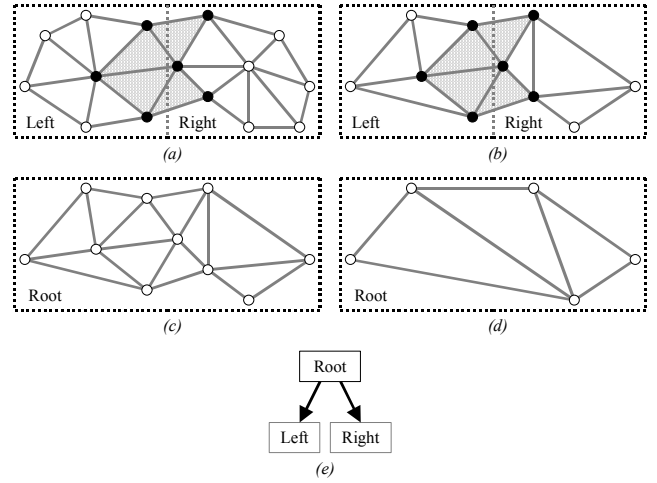 Left Right
(a)
Left Right
(b)
Root
(c)
Root
(d)
Root
Left Right
(e)